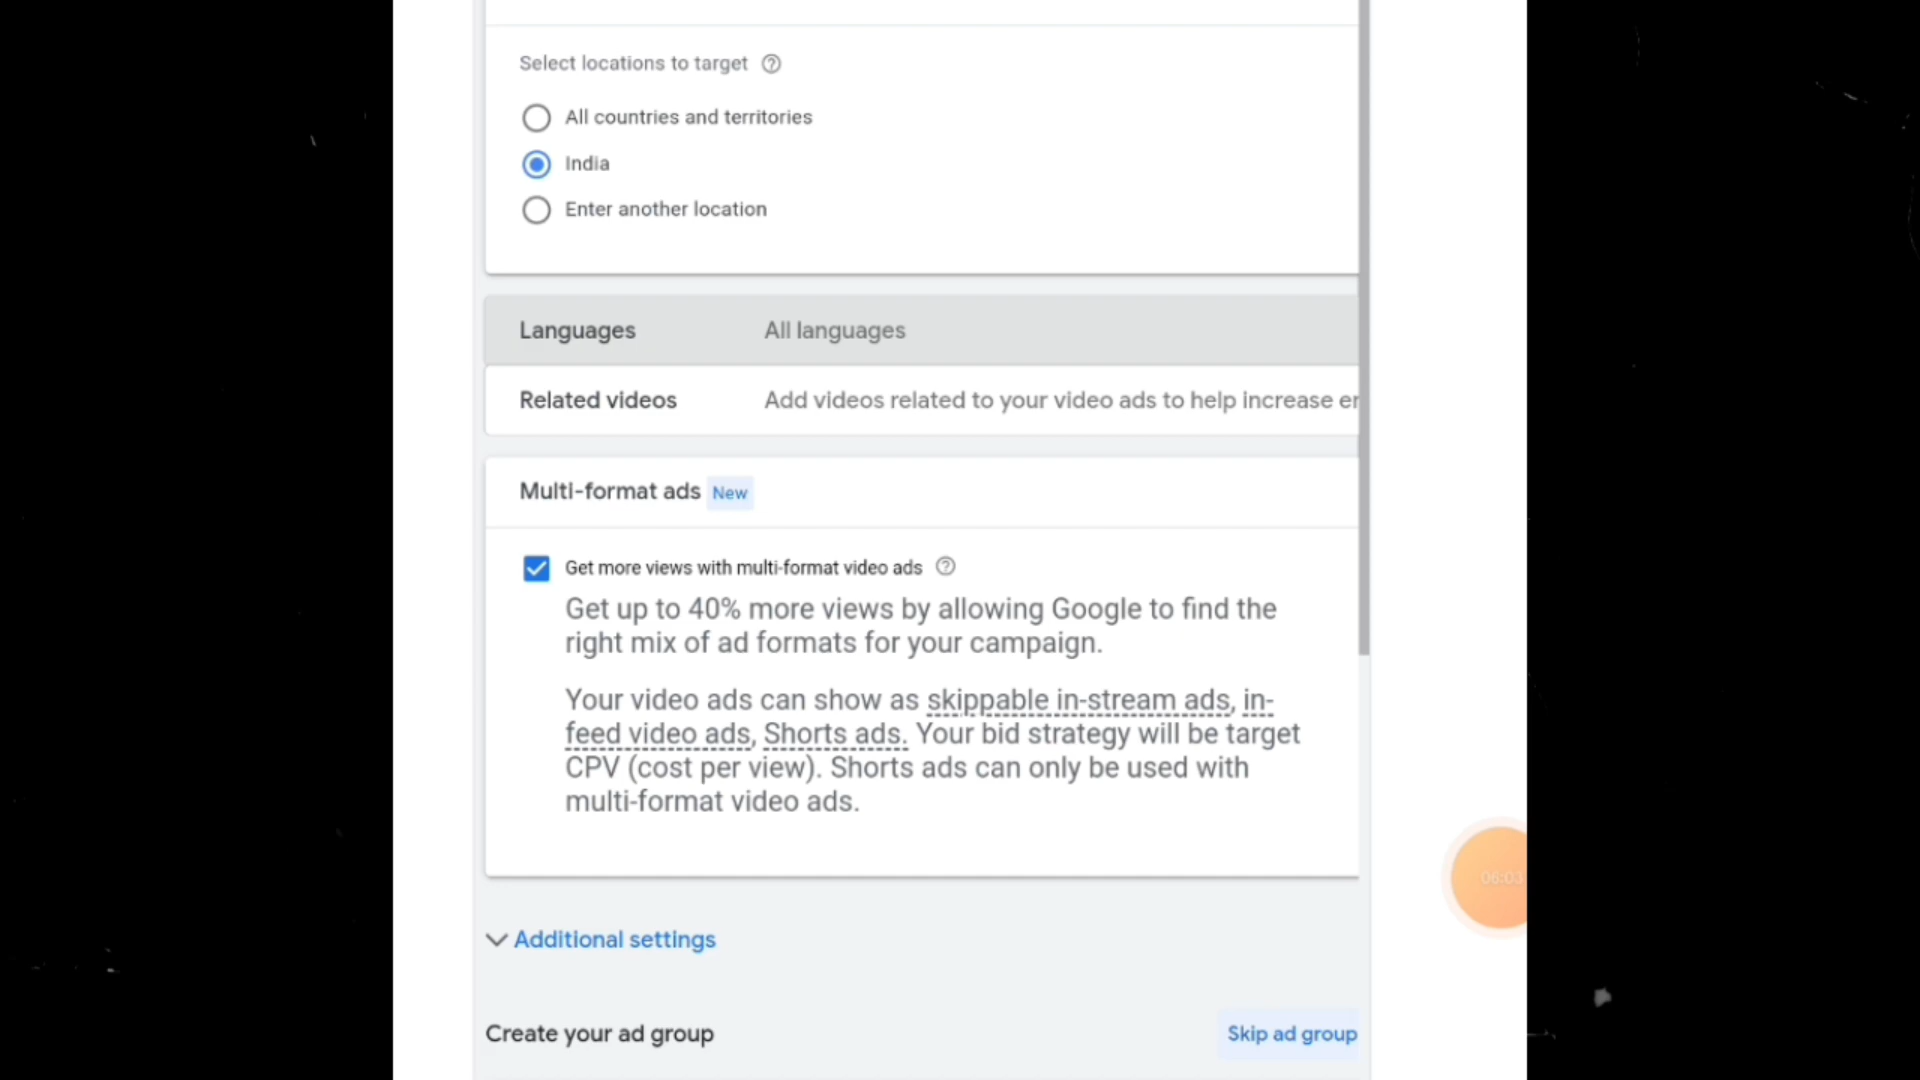 Select locations to target
All countries and territories
India
Enter another location
Languages All languages
Related videos Add videos related to your video ads to help increase er
Multi-format ads New
Get more views with multi-format video ads
Get up to 40% more views by allowing Google to find the
right mix of ad formats for your campaign.
Your video ads can show as skippable in-stream ads, in-
feed video ads, Shorts ads. Your bid strategy will be target
CPV (cost per view). Shorts ads can only be used with
multi-format video ads.
06:03
Additional settings
Create your ad group Skip ad group